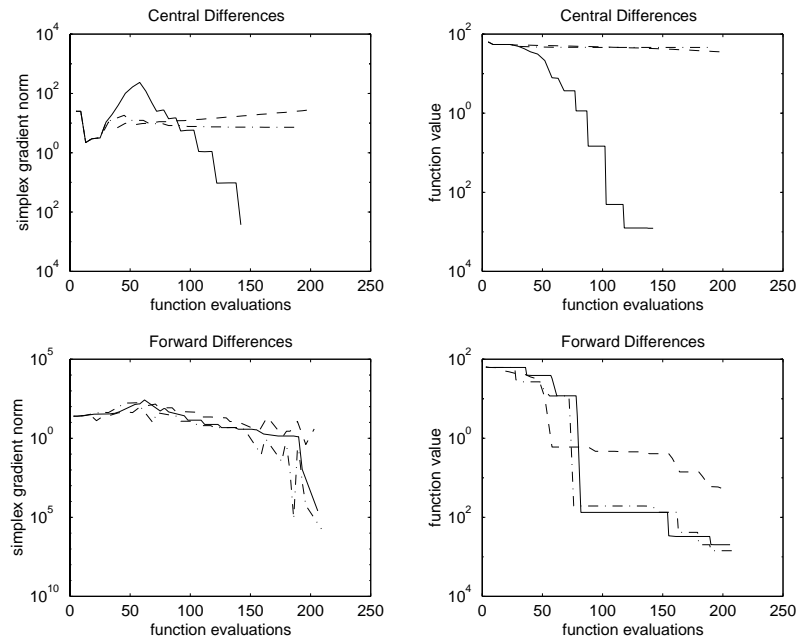 Central Differences
10^4
10^2
10^0
10^2
10^4
simplex gradient norm
0 50 100 150 200 250
function evaluations
Central Differences
10^2
10^0
10^2
10^4
function value
0 50 100 150 200 250
function evaluations
Forward Differences
10^5
10^0
10^5
10^10
simplex gradient norm
0 50 100 150 200 250
function evaluations
Forward Differences
10^2
10^0
10^2
10^4
function value
0 50 100 150 200 250
function evaluations